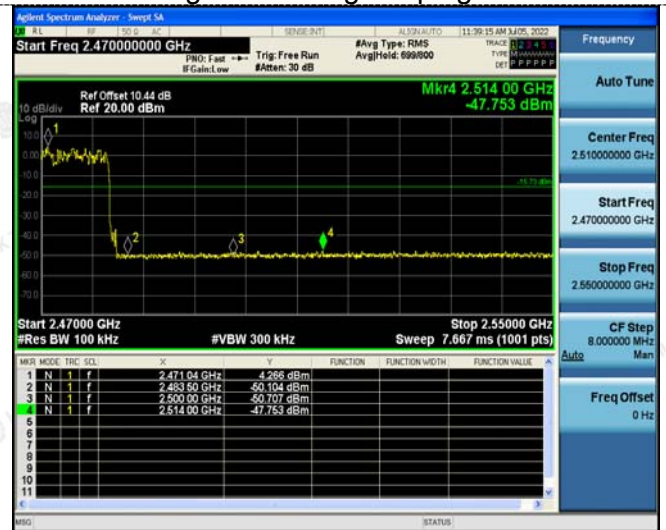 Agilent Spectrum Analyzer - Swept SA
RL RF 50 Ω AC SENSE:INT ALIGNAUTO 11:39:15 AM Jul 05, 2022
Start Freq 2.470000000 GHz
PNO: Fast Trig: Free Run #Avg Type: RMS TRACE 1 2 3 4 5 6
IFGain:Low #Atten: 30 dB Avg|Hold: 699/800 TYPE M W W W W W
DET P P P P P P
Mkr4 2.514 00 GHz
-47.753 dBm
Ref Offset 10.44 dB
10 dB/div Ref 20.00 dBm
Log
10.0
0.00
-10.0
-20.0
-30.0
-40.0
-50.0
-60.0
-70.0
1
2
3
4
-15.73 dBm
Start 2.47000 GHz Stop 2.55000 GHz
#Res BW 100 kHz #VBW 300 kHz Sweep 7.667 ms (1001 pts)
MKR MODE TRC SCL X Y FUNCTION FUNCTION WIDTH FUNCTION VALUE
1 N 1 f 2.471 04 GHz 4.266 dBm
2 N 1 f 2.483 50 GHz -50.104 dBm
3 N 1 f 2.500 00 GHz -50.707 dBm
4 N 1 f 2.514 00 GHz -47.753 dBm
5
6
7
8
9
10
11
MSG STATUS
Frequency
Auto Tune
Center Freq
2.510000000 GHz
Start Freq
2.470000000 GHz
Stop Freq
2.550000000 GHz
CF Step
8.000000 MHz
Auto Man
Freq Offset
0 Hz